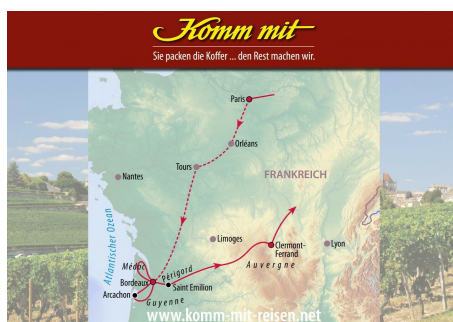 Komm mit
Sie packen die Koffer ... den Rest machen wir.
Paris
Orléans
Tours
FRANKREICH
Nantes
Atlantischer Ozean
Limoges
Clermont-
Ferrand
Lyon
Auvergne
Médoc
Périgord
Bordeaux
Saint Emilion
Arcachon
Guyenne
www.komm-mit-reisen.net